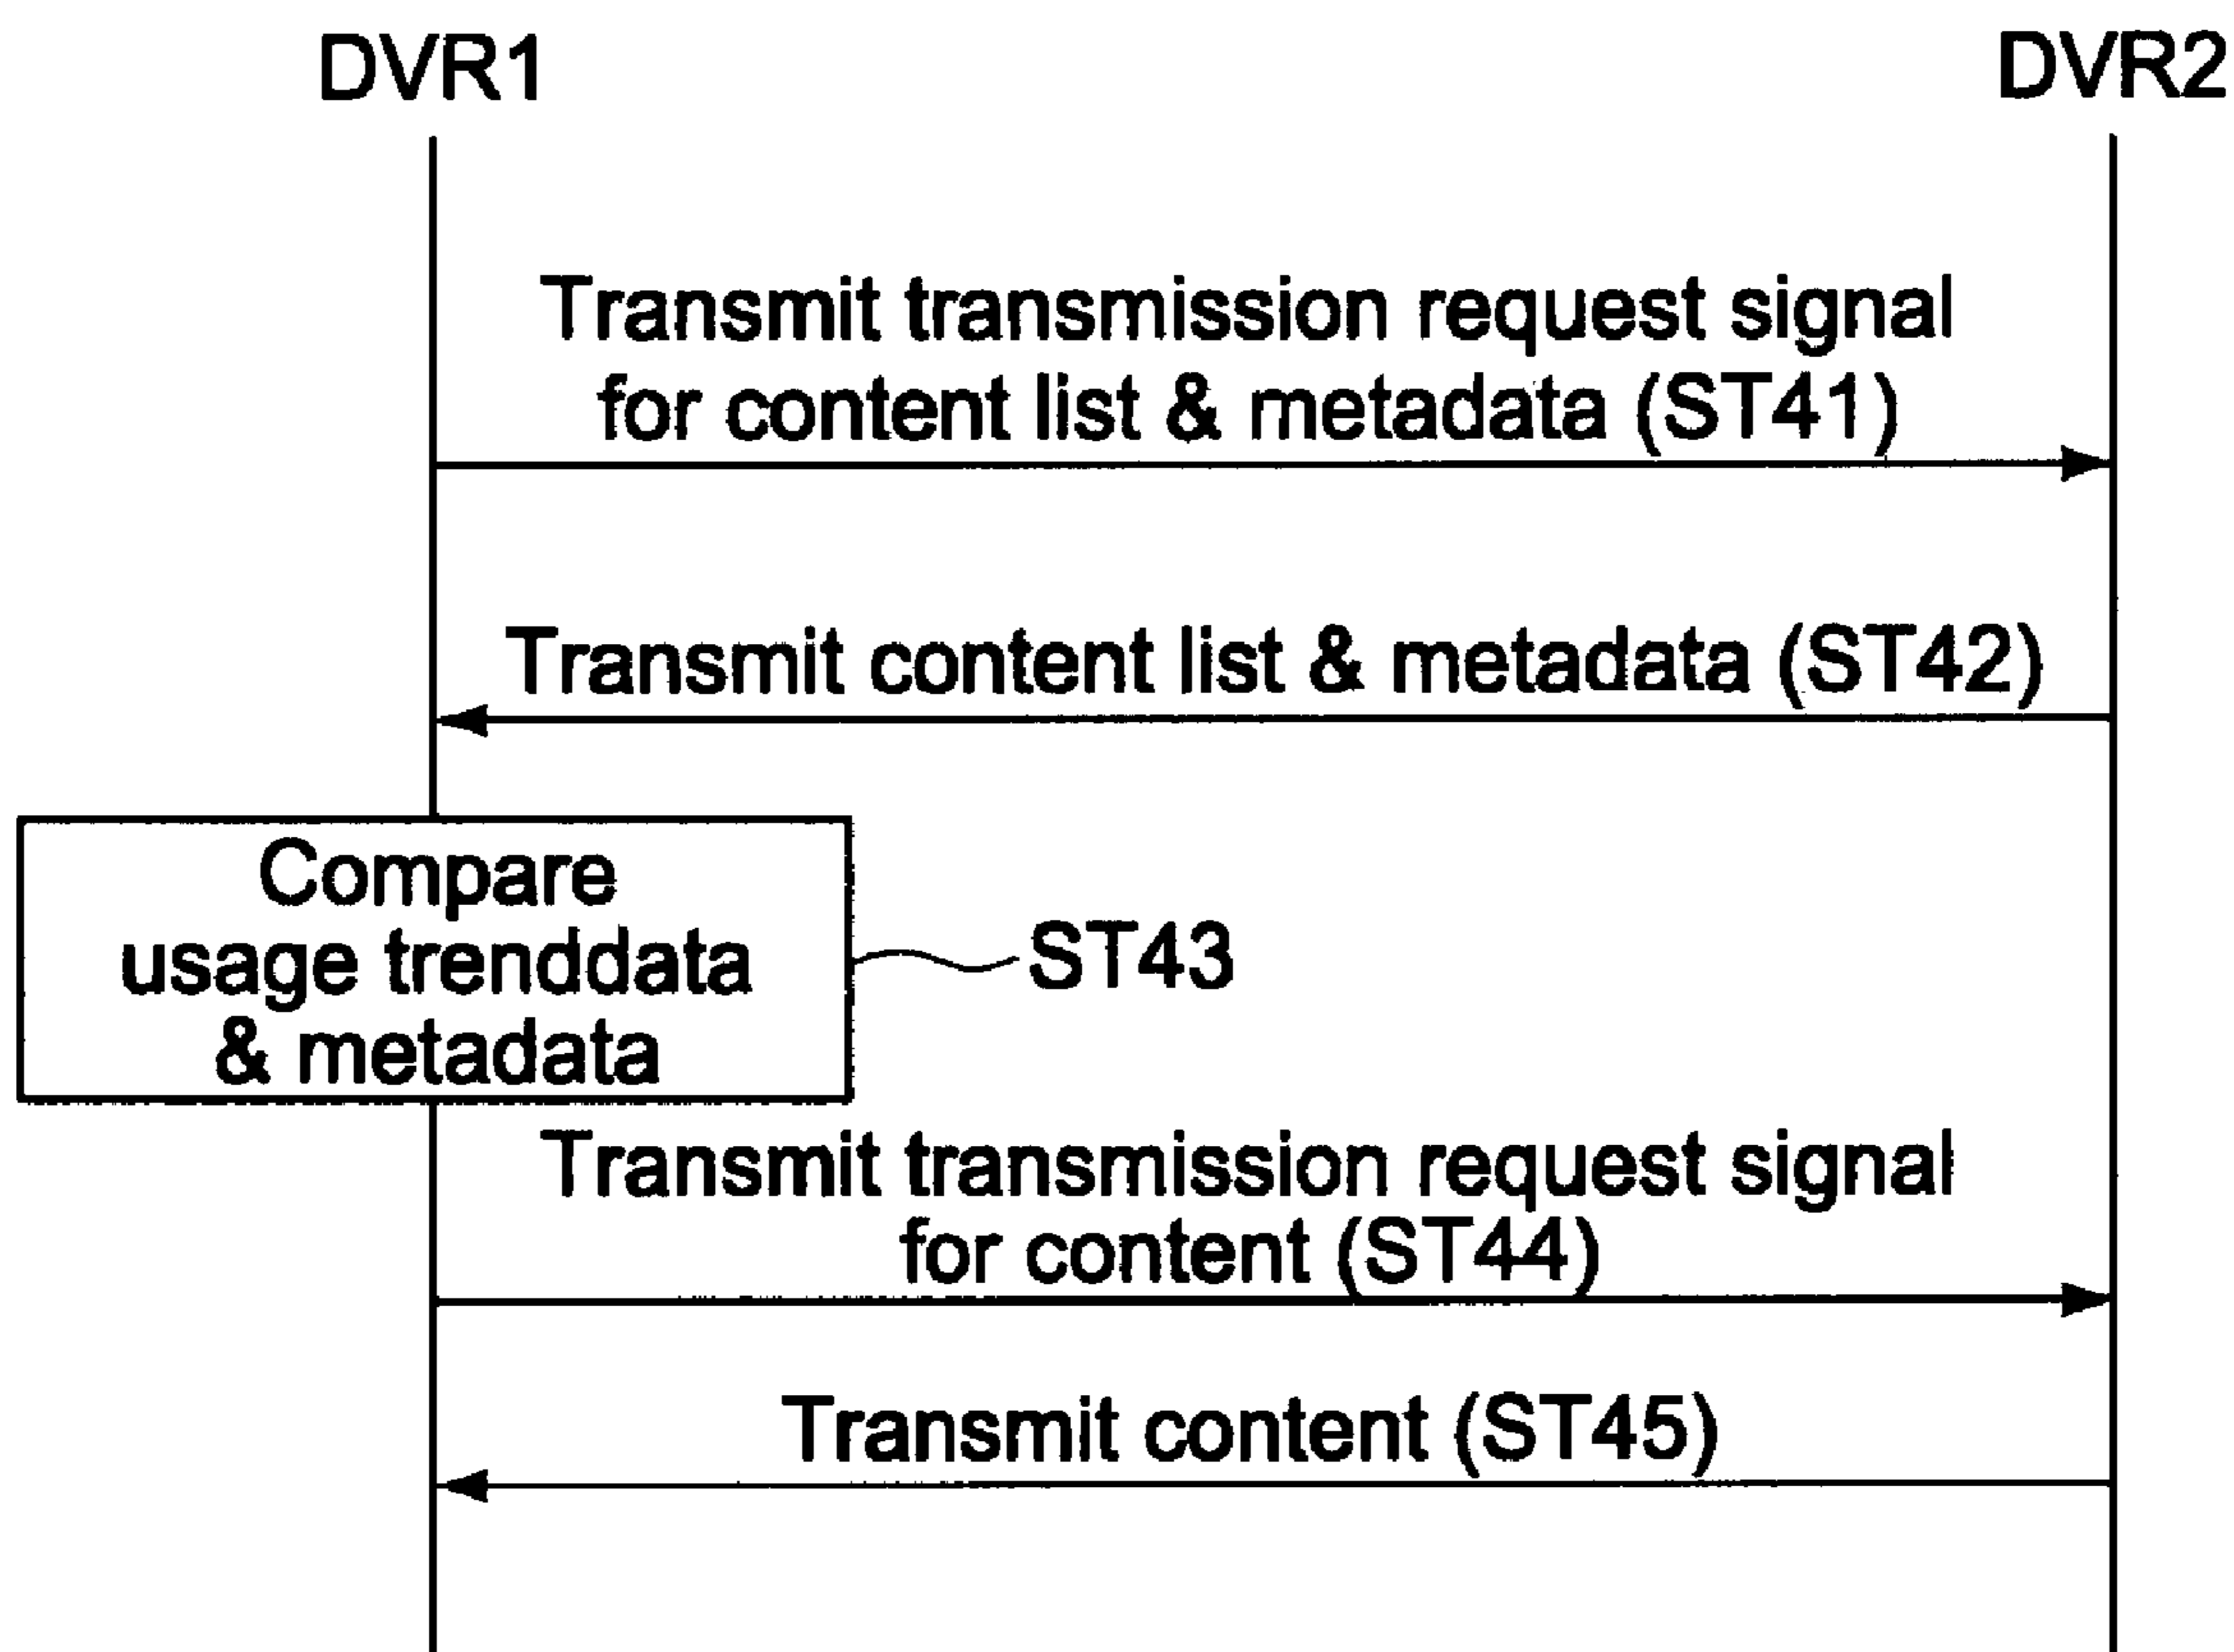 DVR1
DVR2
Transmit transmission request signal
for content list & metadata (ST41)
Transmit content list & metadata (ST42)
Compare
usage trenddata
& metadata
ST43
Transmit transmission request signal
for content (ST44)
Transmit content (ST45)